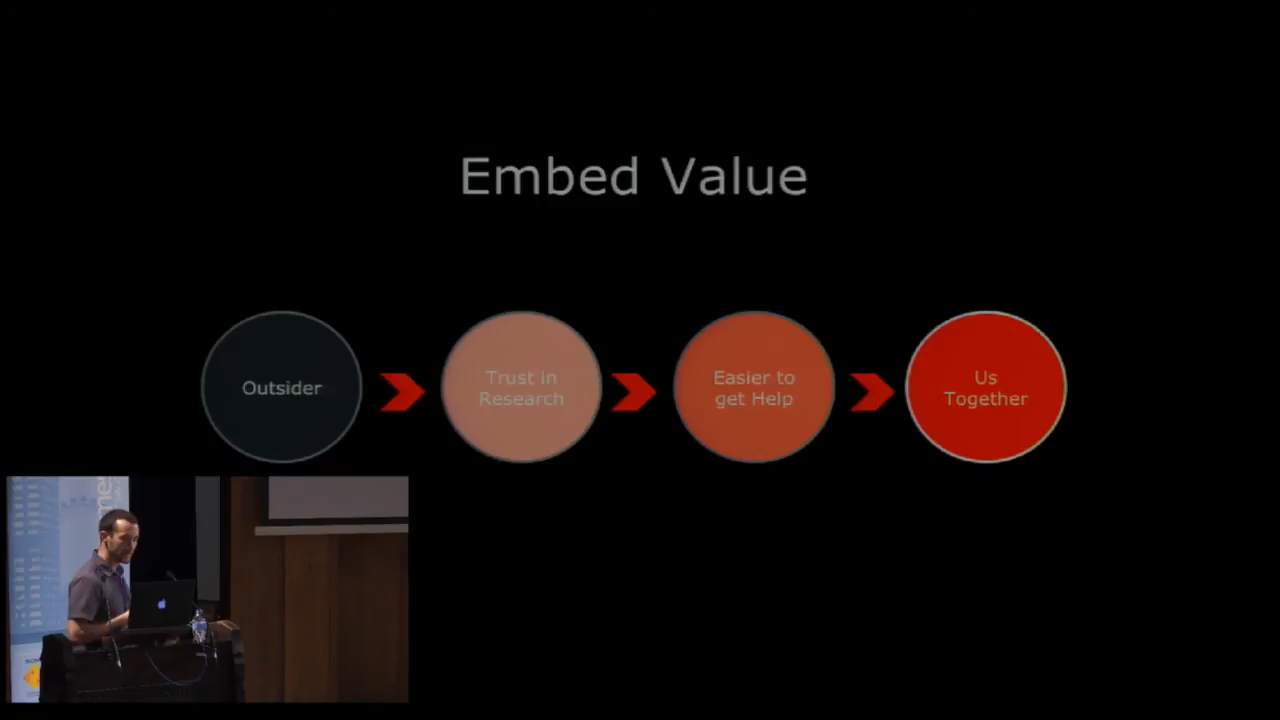 Embed Value
Outsider
Trust in
Research
Easier to
get Help
Us
Together